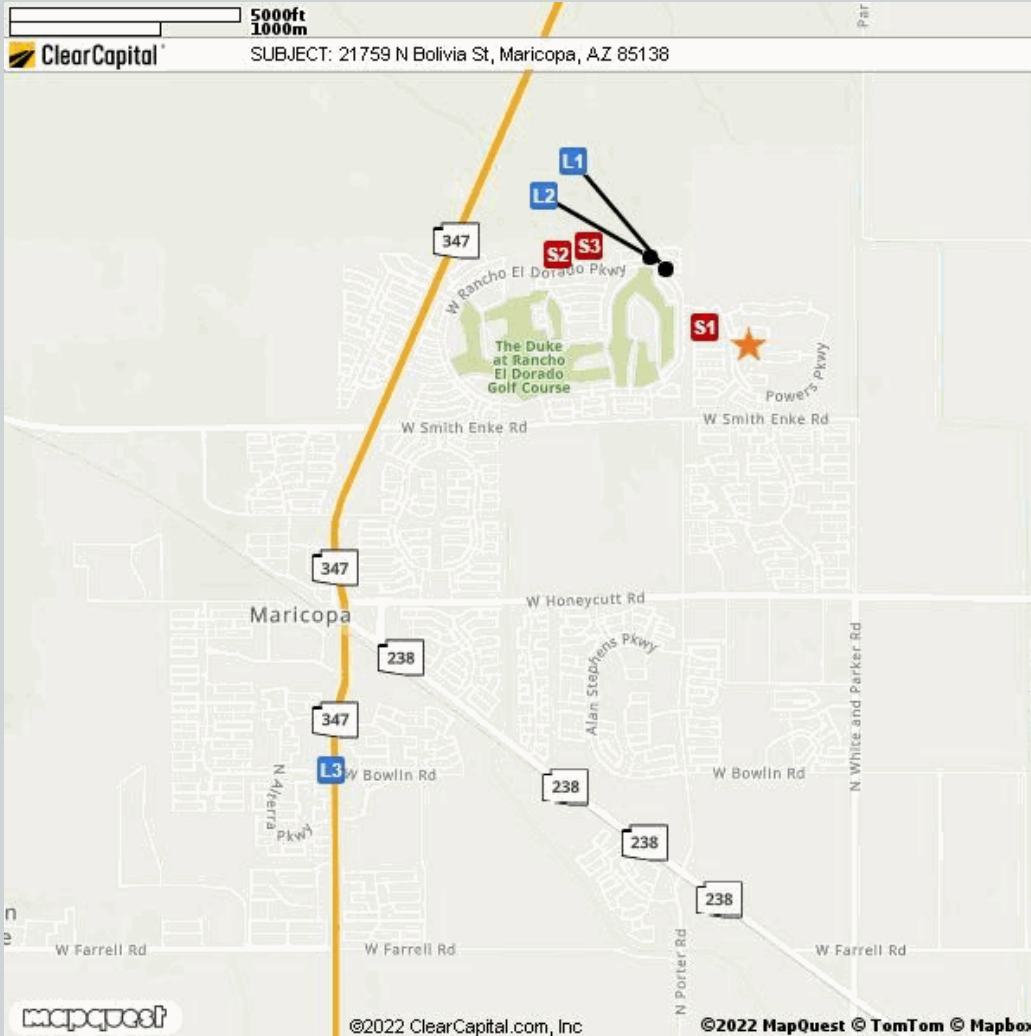 5000ft
1000m
Par
ClearCapital
SUBJECT: 21759 N Bolivia St, Maricopa, AZ 85138
L1
L2
347
S2
S3
W Rancho El Dorado Pkwy
S1
The Duke
at Rancho
El Dorado
Golf Course
Powers Pkwy
W Smith Enke Rd
W Smith Enke Rd
347
W Honeycutt Rd
Maricopa
238
Alan Stephens Pkwy
N White and Parker Rd
347
L3
W Bowlin Rd
W Bowlin Rd
N Alterra
Pkwy
238
238
238
n
e
W Farrell Rd
W Farrell Rd
W Farrell Rd
N Porter Rd
mapquest
©2022 ClearCapital.com, Inc
©2022 MapQuest © TomTom © Mapbo